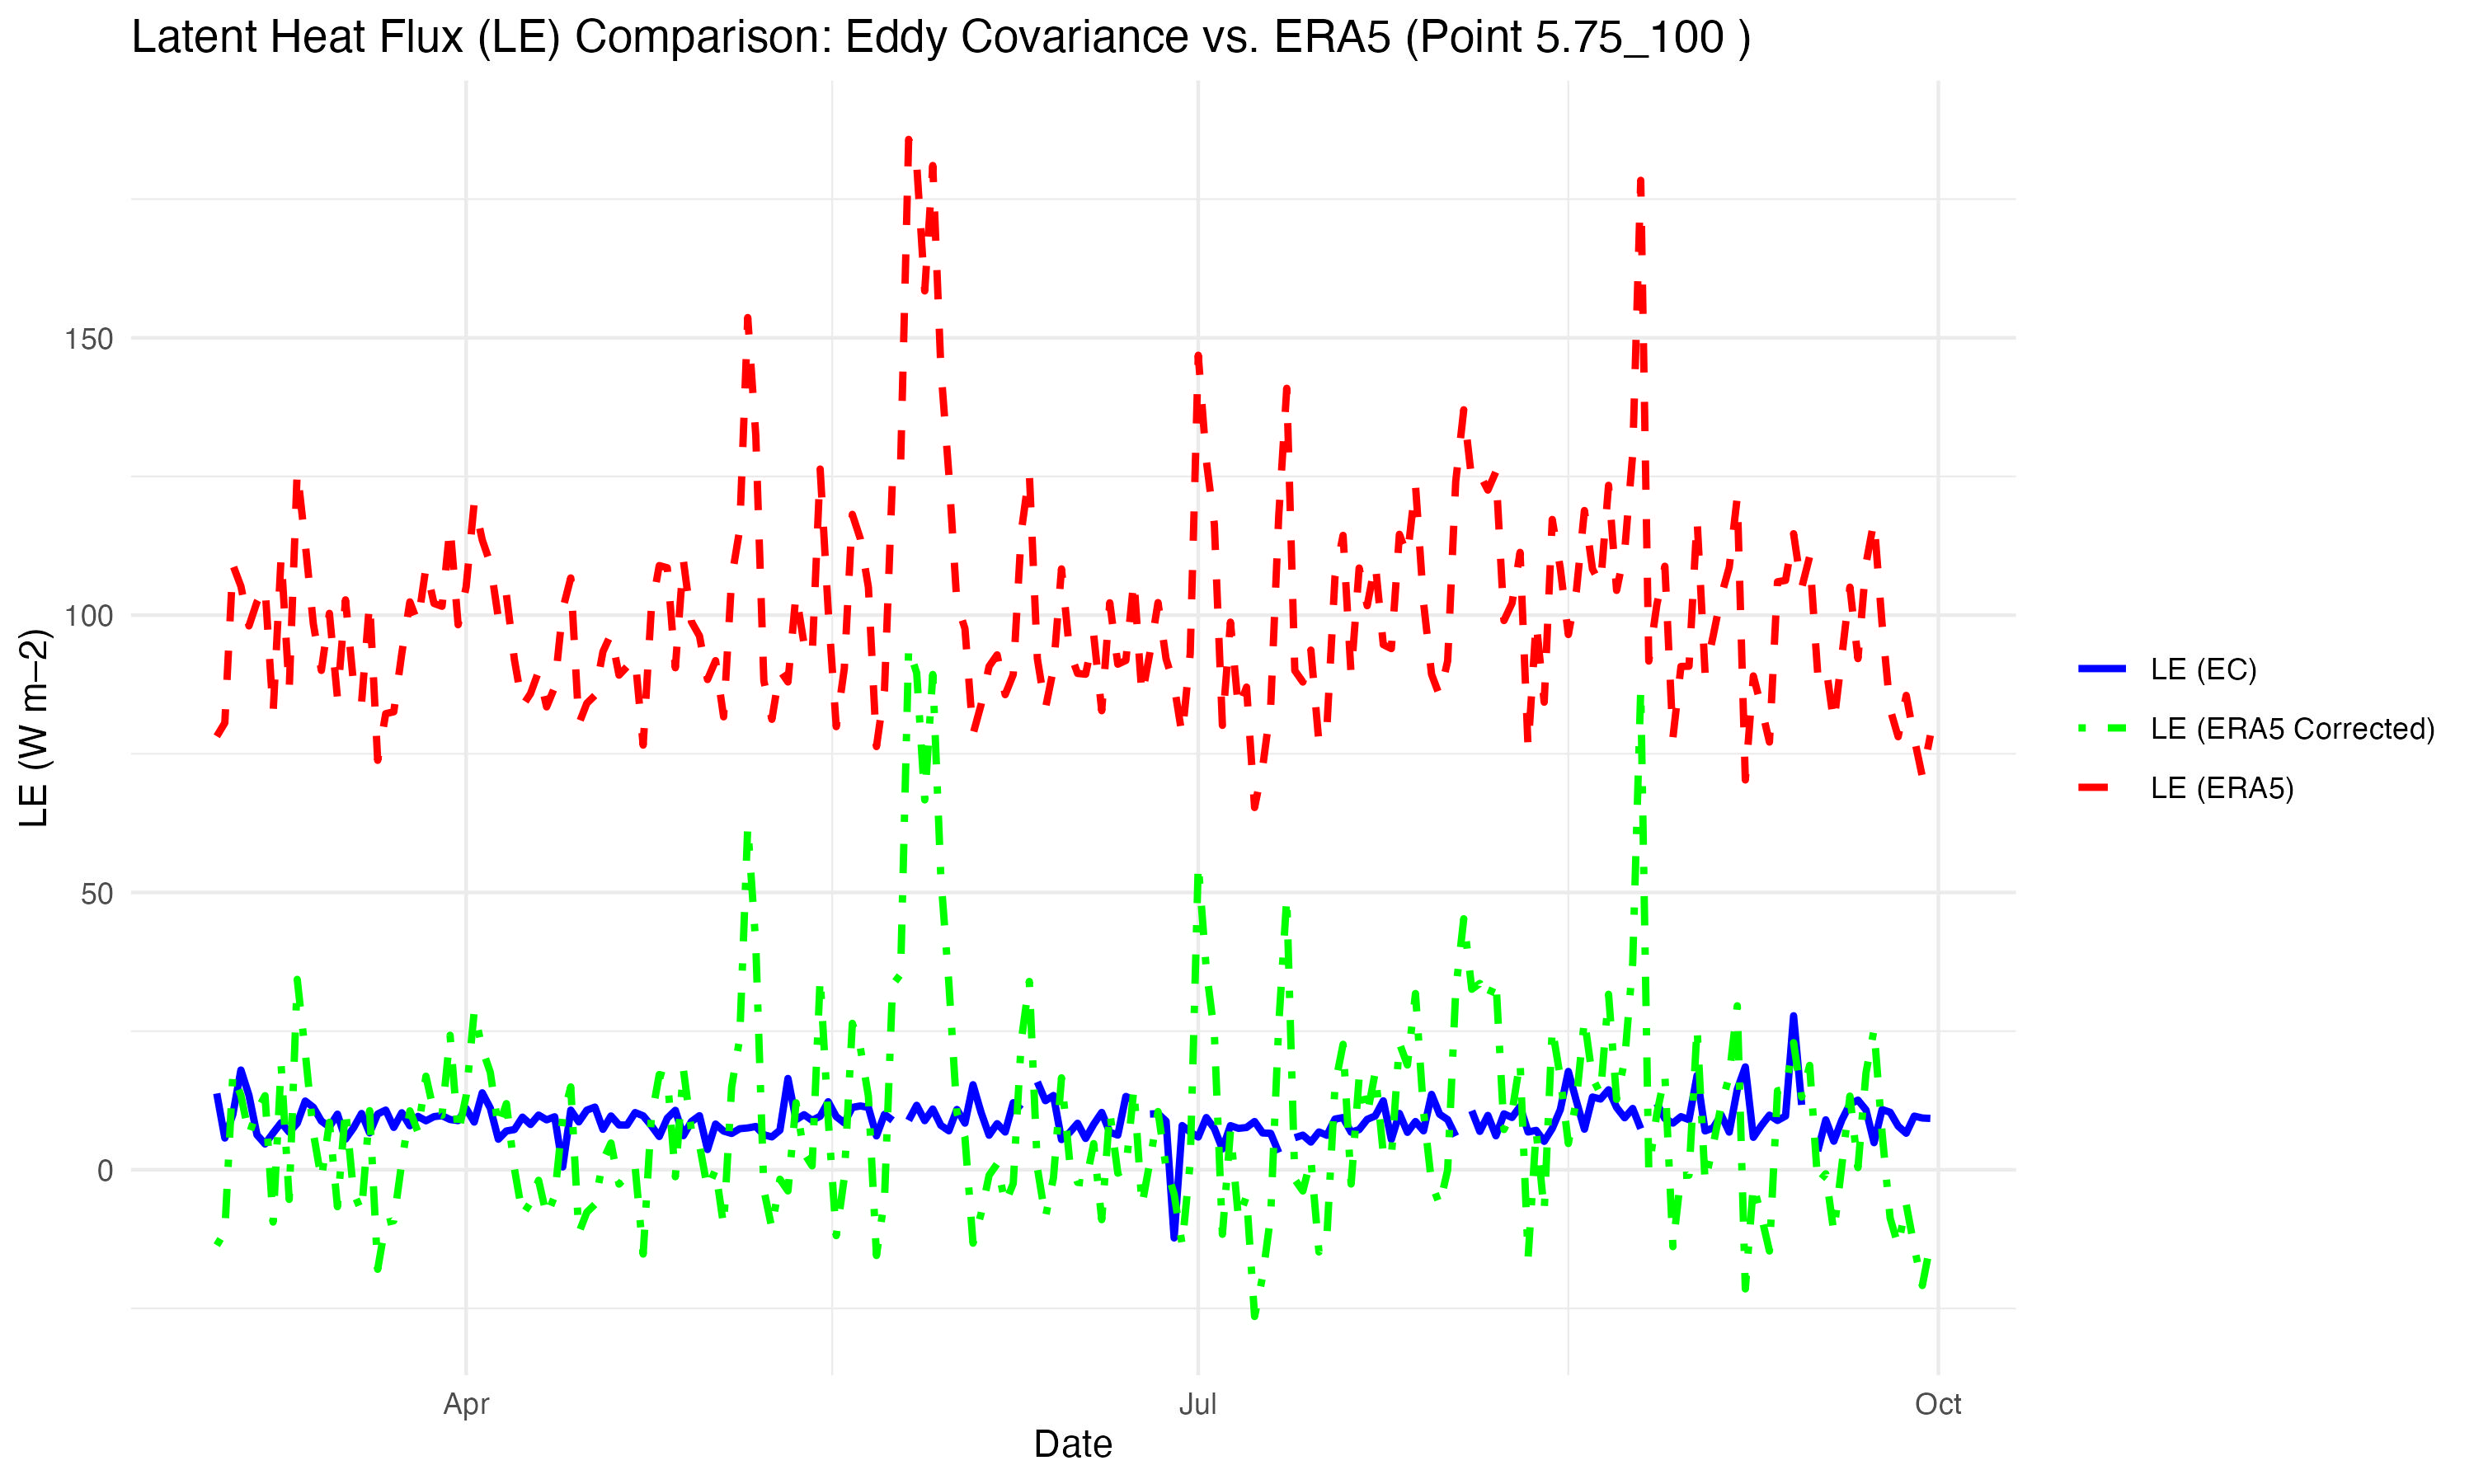 Latent Heat Flux (LE) Comparison: Eddy Covariance vs. ERA5 (Point 5.75_100 )
LE (W m−2)
150
100
50
0
Apr
Jul
Oct
Date
LE (EC)
LE (ERA5 Corrected)
LE (ERA5)